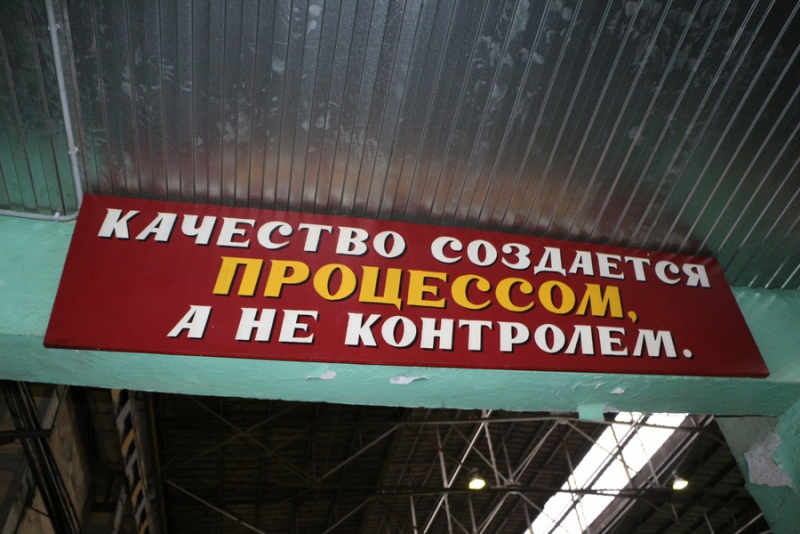 КАЧЕСТВО СОЗДАЕТСЯ
ПРОЦЕССОМ,
А НЕ КОНТРОЛЕМ.